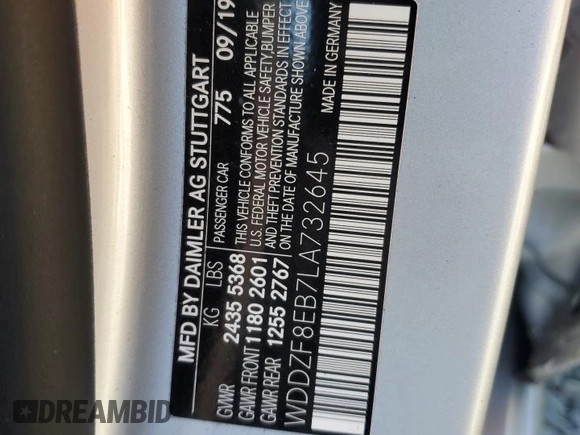 MFD BY DAIMLER AG STUTTGART
775 09/19
KG LBS PASSENGER CAR
GVWR 2435 5368
GAWR FRONT 1180 2601
GAWR REAR 1255 2767
THIS VEHICLE CONFORMS TO ALL APPLICABLE
U.S. FEDERAL MOTOR VEHICLE SAFETY, BUMPER
AND THEFT PREVENTION STANDARDS IN EFFECT
ON THE DATE OF MANUFACTURE SHOWN ABOVE
WDDZF8EB7LA732645
MADE IN GERMANY
DREAMBID